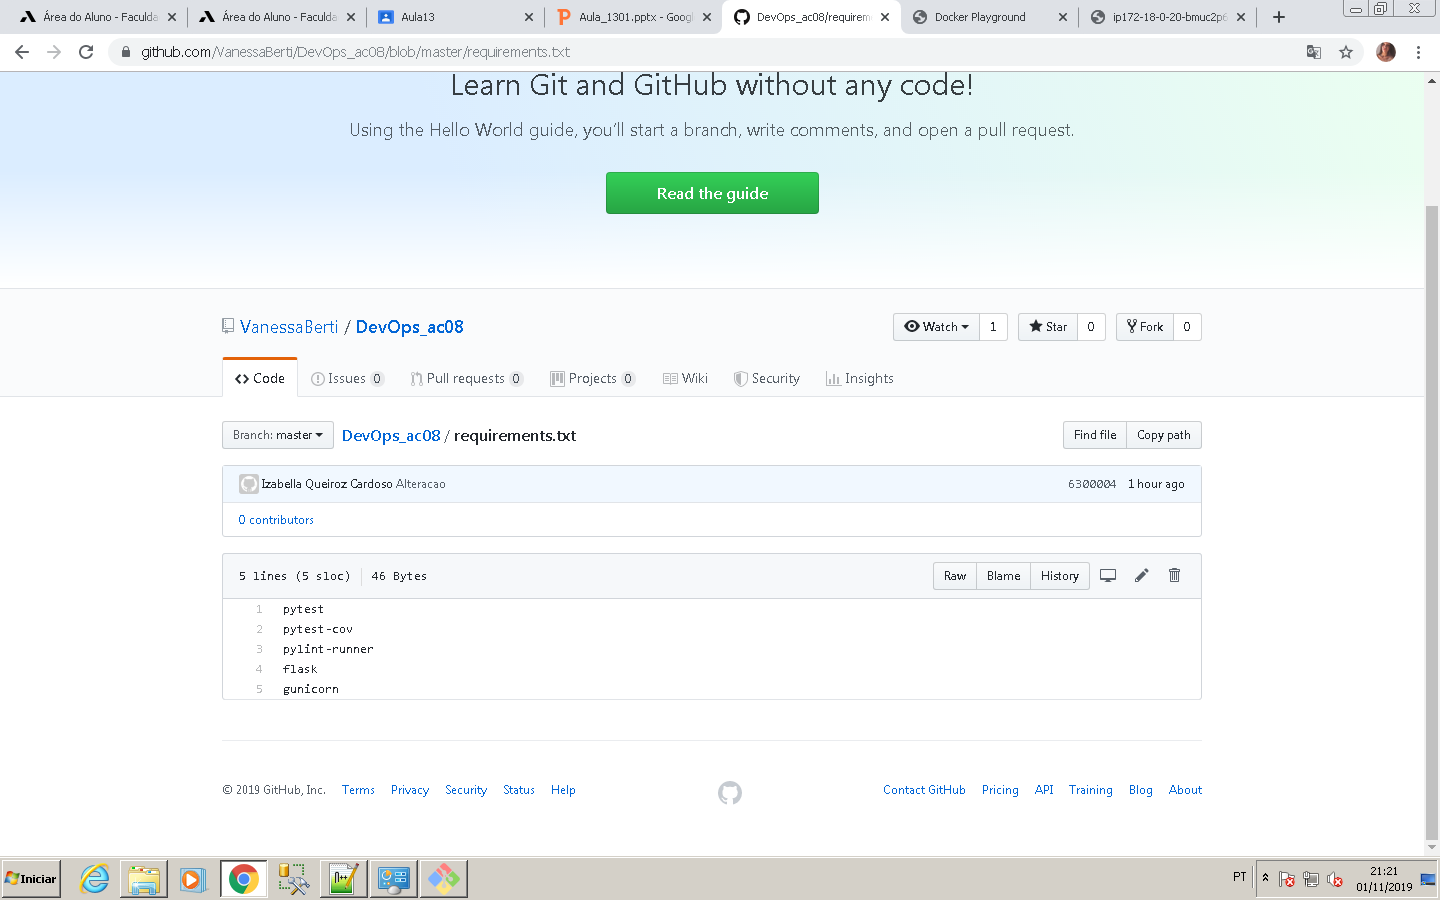 Área do Aluno - Faculda
Área do Aluno - Faculda
Aula13
Aula_1301.pptx - Googl
DevOps_ac08/requirem
Docker Playground
ip172-18-0-20-bmuc2p6
github.com/VanessaBerti/DevOps_ac08/blob/master/requirements.txt
Learn Git and GitHub without any code!
Using the Hello World guide, you’ll start a branch, write comments, and open a pull request.
Read the guide
VanessaBerti / DevOps_ac08
Watch 1 Star 0 Fork 0
Code Issues 0 Pull requests 0 Projects 0 Wiki Security Insights
Branch: master DevOps_ac08 / requirements.txt Find file Copy path
Izabella Queiroz Cardoso Alteracao 6300004 1 hour ago
0 contributors
5 lines (5 sloc) 46 Bytes Raw Blame History
1 pytest
2 pytest-cov
3 pylint-runner
4 flask
5 gunicorn
© 2019 GitHub, Inc. Terms Privacy Security Status Help Contact GitHub Pricing API Training Blog About
Iniciar
PT
21:21
01/11/2019